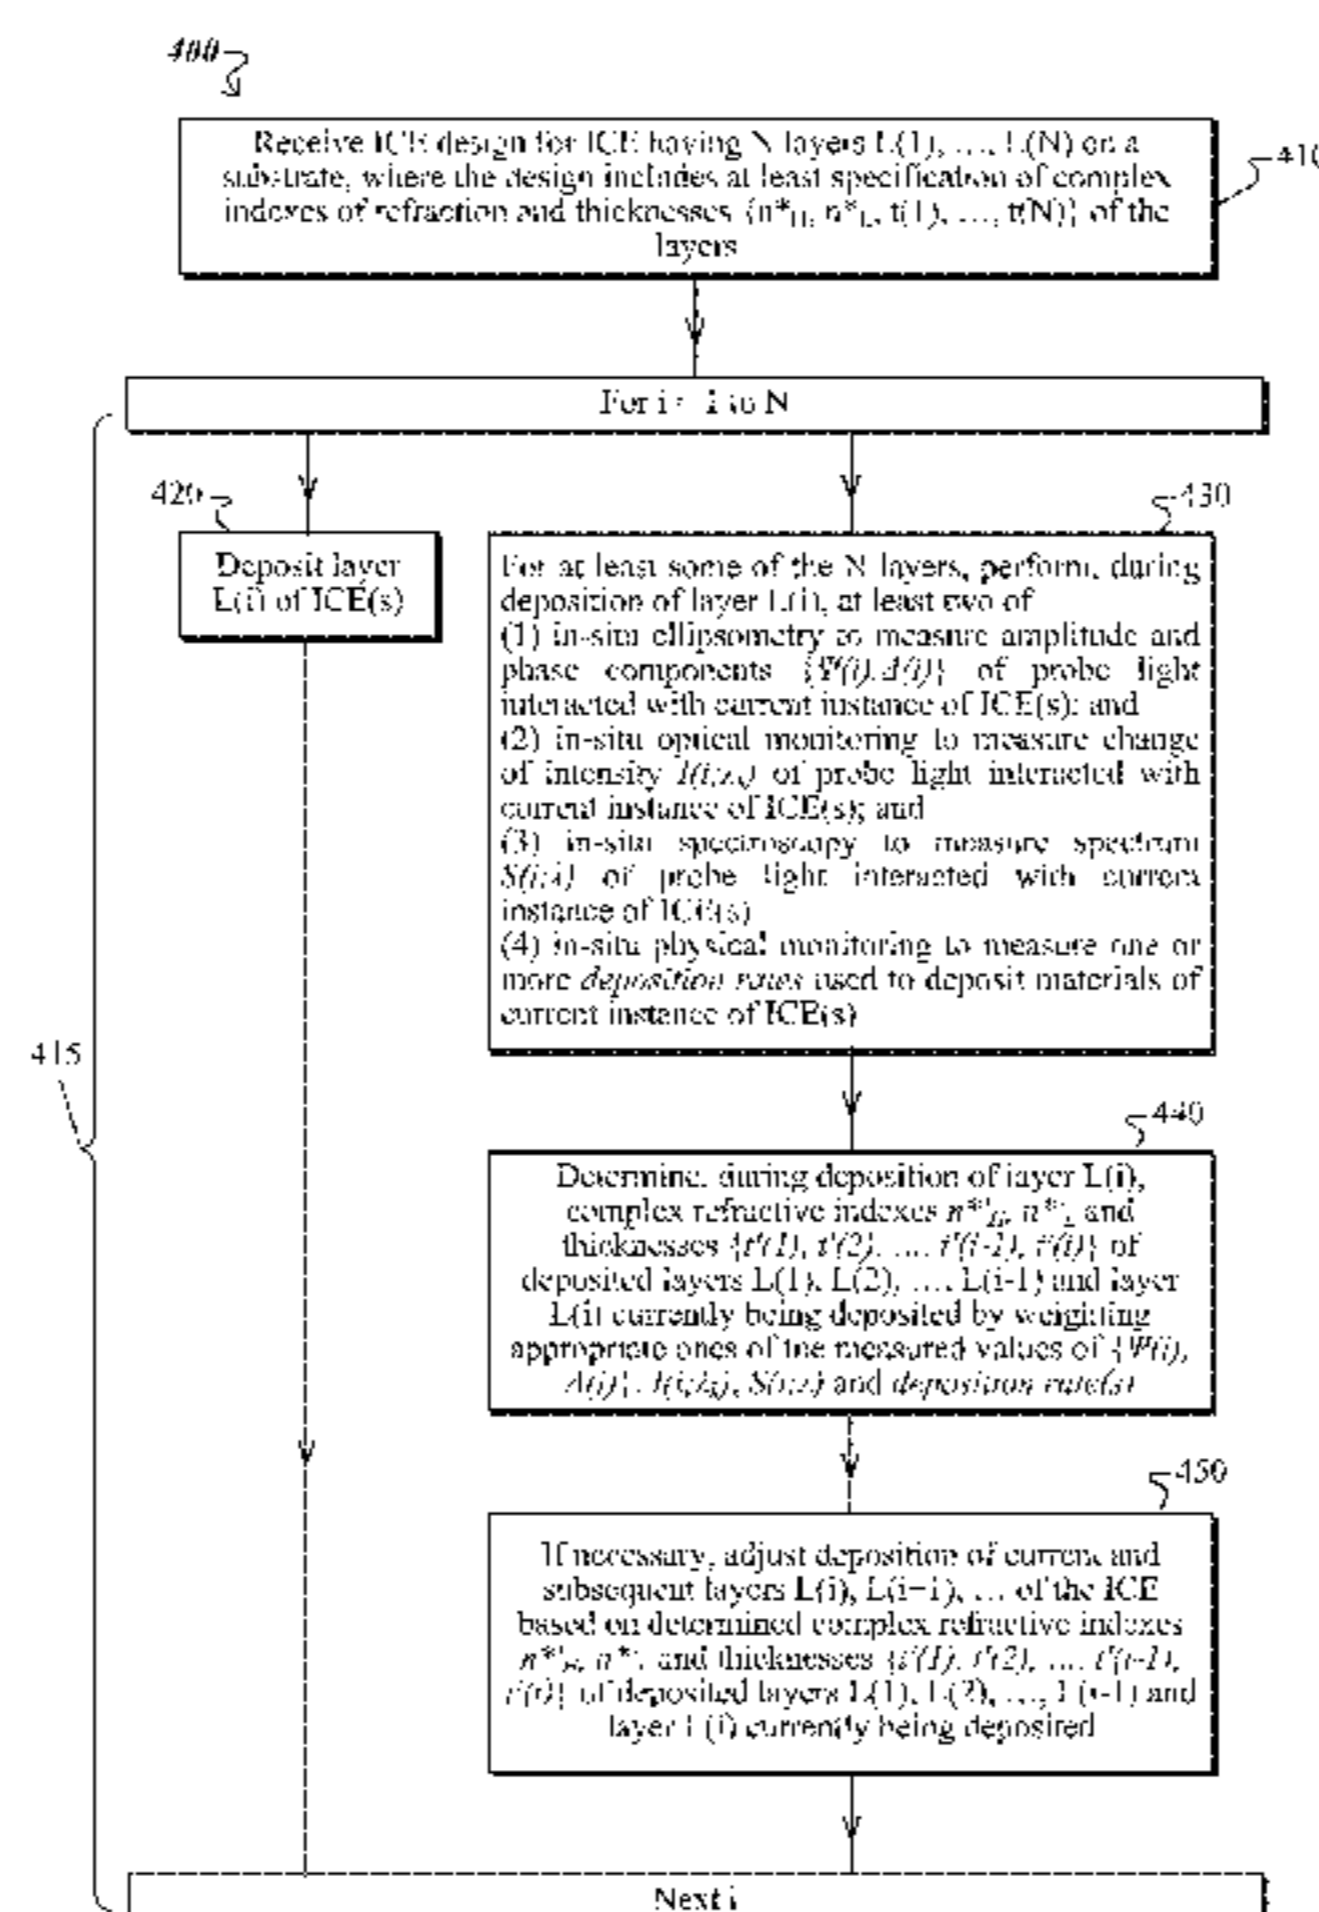 400
Receive ICE design for ICE having N layers L(1), ..., L(N) on a
substrate, where the design includes at least specification of complex
indexes of refraction and thicknesses {n*H, n*L, t(1), ..., t(N)} of the
layers
410
For i = 1 to N
420
Deposit layer
L(i) of ICE(s)
430
For at least some of the N layers, perform, during
deposition of layer L(i), at least two of
(1) in-situ ellipsometry to measure amplitude and
phase components {Ψ(i),Δ(i)} of probe light
interacted with current instance of ICE(s); and
(2) in-situ optical monitoring to measure change
of intensity I(i;λ) of probe light interacted with
current instance of ICE(s); and
(3) in-situ spectroscopy to measure spectrum
S(i;λ) of probe light interacted with current
instance of ICE(s)
(4) in-situ physical monitoring to measure one or
more deposition rates used to deposit materials of
current instance of ICE(s)
415
440
Determine, during deposition of layer L(i),
complex refractive indexes n*'H, n*'L and
thicknesses {t'(1), t'(2), ..., t'(i-1), t'(i)} of
deposited layers L(1), L(2), ..., L(i-1) and layer
L(i) currently being deposited by weighting
appropriate ones of the measured values of {Ψ(i),
Δ(i)}, S(i;λ) and deposition rate(s)
450
If necessary, adjust deposition of current and
subsequent layers L(i), L(i+1), ... of the ICE
based on determined complex refractive indexes
n*'H, and thicknesses {t'(1), t'(2), ..., t'(i-1),
t'(i)} of deposited layers L(1), L(2), ..., L(i-1) and
layer L(i) currently being deposited
Next i